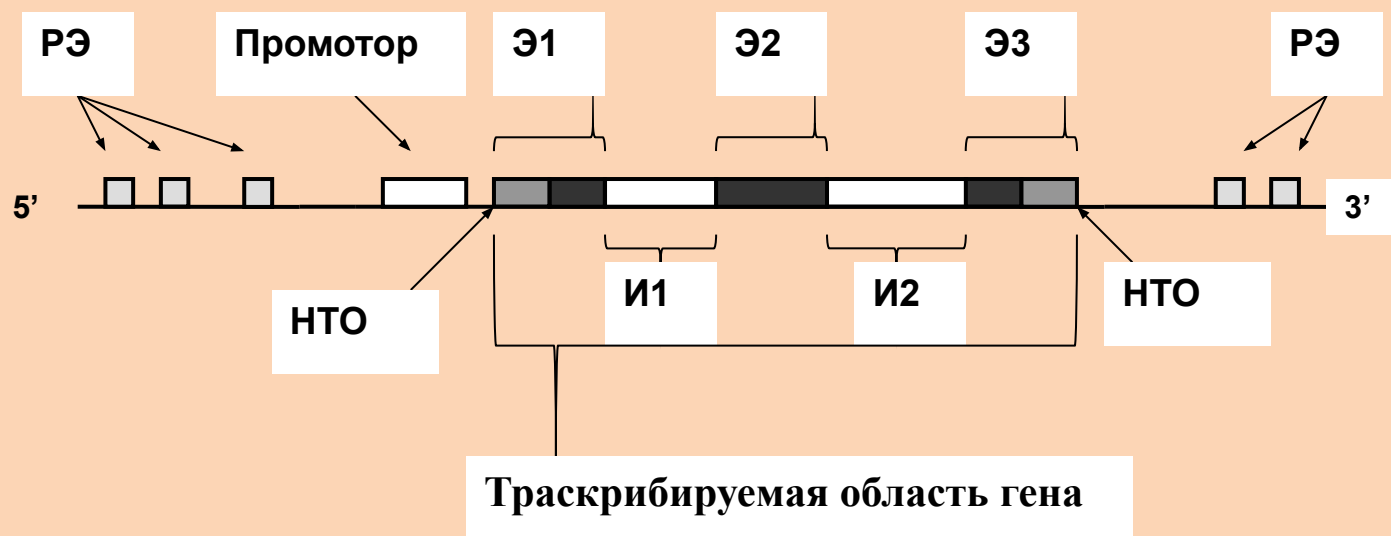 РЭ
Промотор
Э1
Э2
Э3
РЭ
5’
3’
НТО
И1
И2
НТО
Траскрибируемая область гена